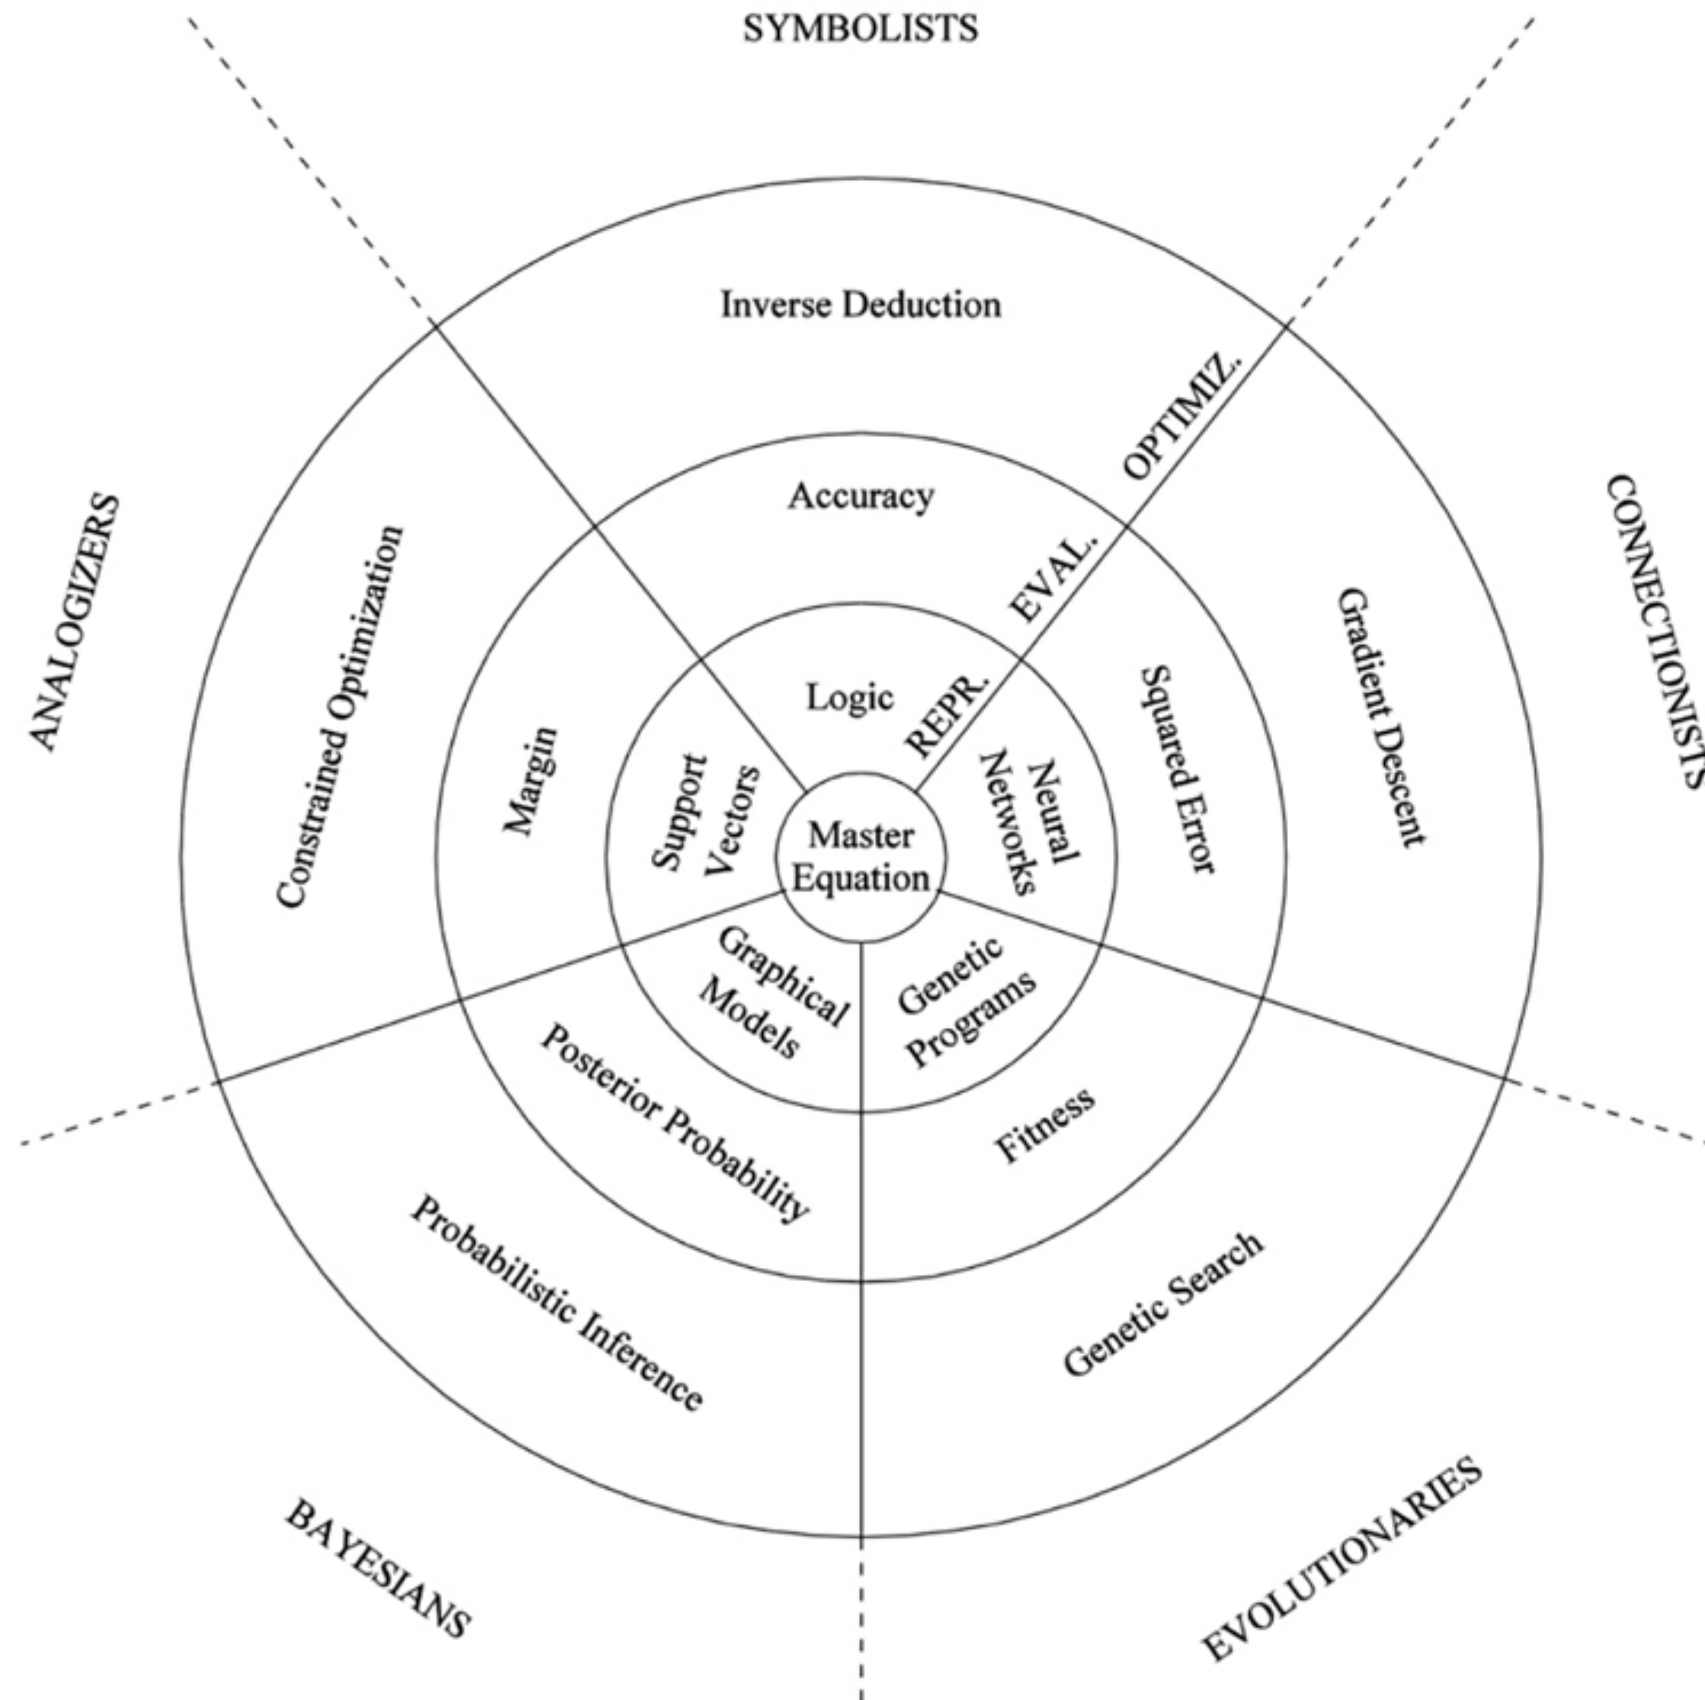 SYMBOLISTS
Inverse Deduction
OPTIMIZ.
Accuracy
EVAL.
Logic
REPR.
ANALOGIZERS
Constrained Optimization
Margin
Support
Vectors
Master
Equation
Neural
Networks
Squared Error
Gradient Descent
CONNECTIONISTS
Graphical
Models
Posterior Probability
Probabilistic Inference
BAYESIANS
Genetic
Programs
Fitness
Genetic Search
EVOLUTIONARIES